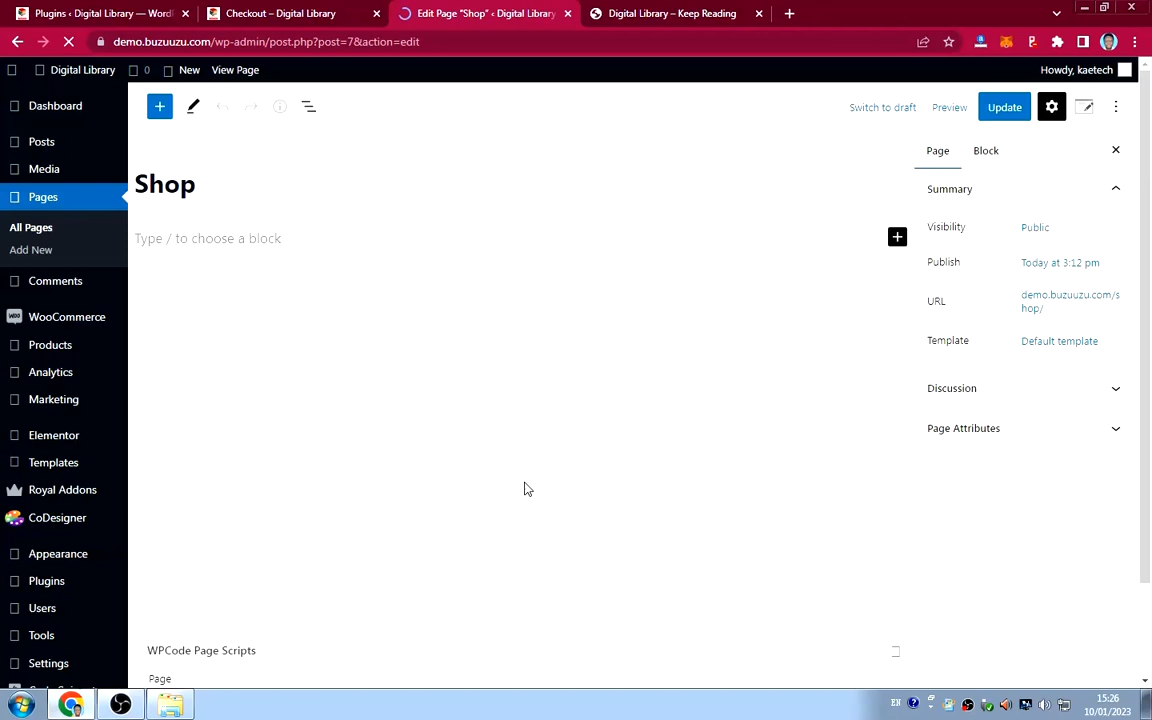 Plugins ‹ Digital Library — Word
Checkout – Digital Library
Edit Page “Shop” ‹ Digital Library
Digital Library – Keep Reading
demo.buzuuzu.com/wp-admin/post.php?post=7&action=edit
Digital Library
0
New
View Page
Howdy, kaetech
Dashboard
Posts
Media
Pages
All Pages
Add New
Comments
WooCommerce
Products
Analytics
Marketing
Elementor
Templates
Royal Addons
CoDesigner
Appearance
Plugins
Users
Tools
Settings
Switch to draft
Preview
Update
Shop
Type / to choose a block
Page
Block
Summary
Visibility
Public
Publish
Today at 3:12 pm
URL
demo.buzuuzu.com/s
hop/
Template
Default template
Discussion
Page Attributes
WPCode Page Scripts
Page
EN
15:26
10/01/2023